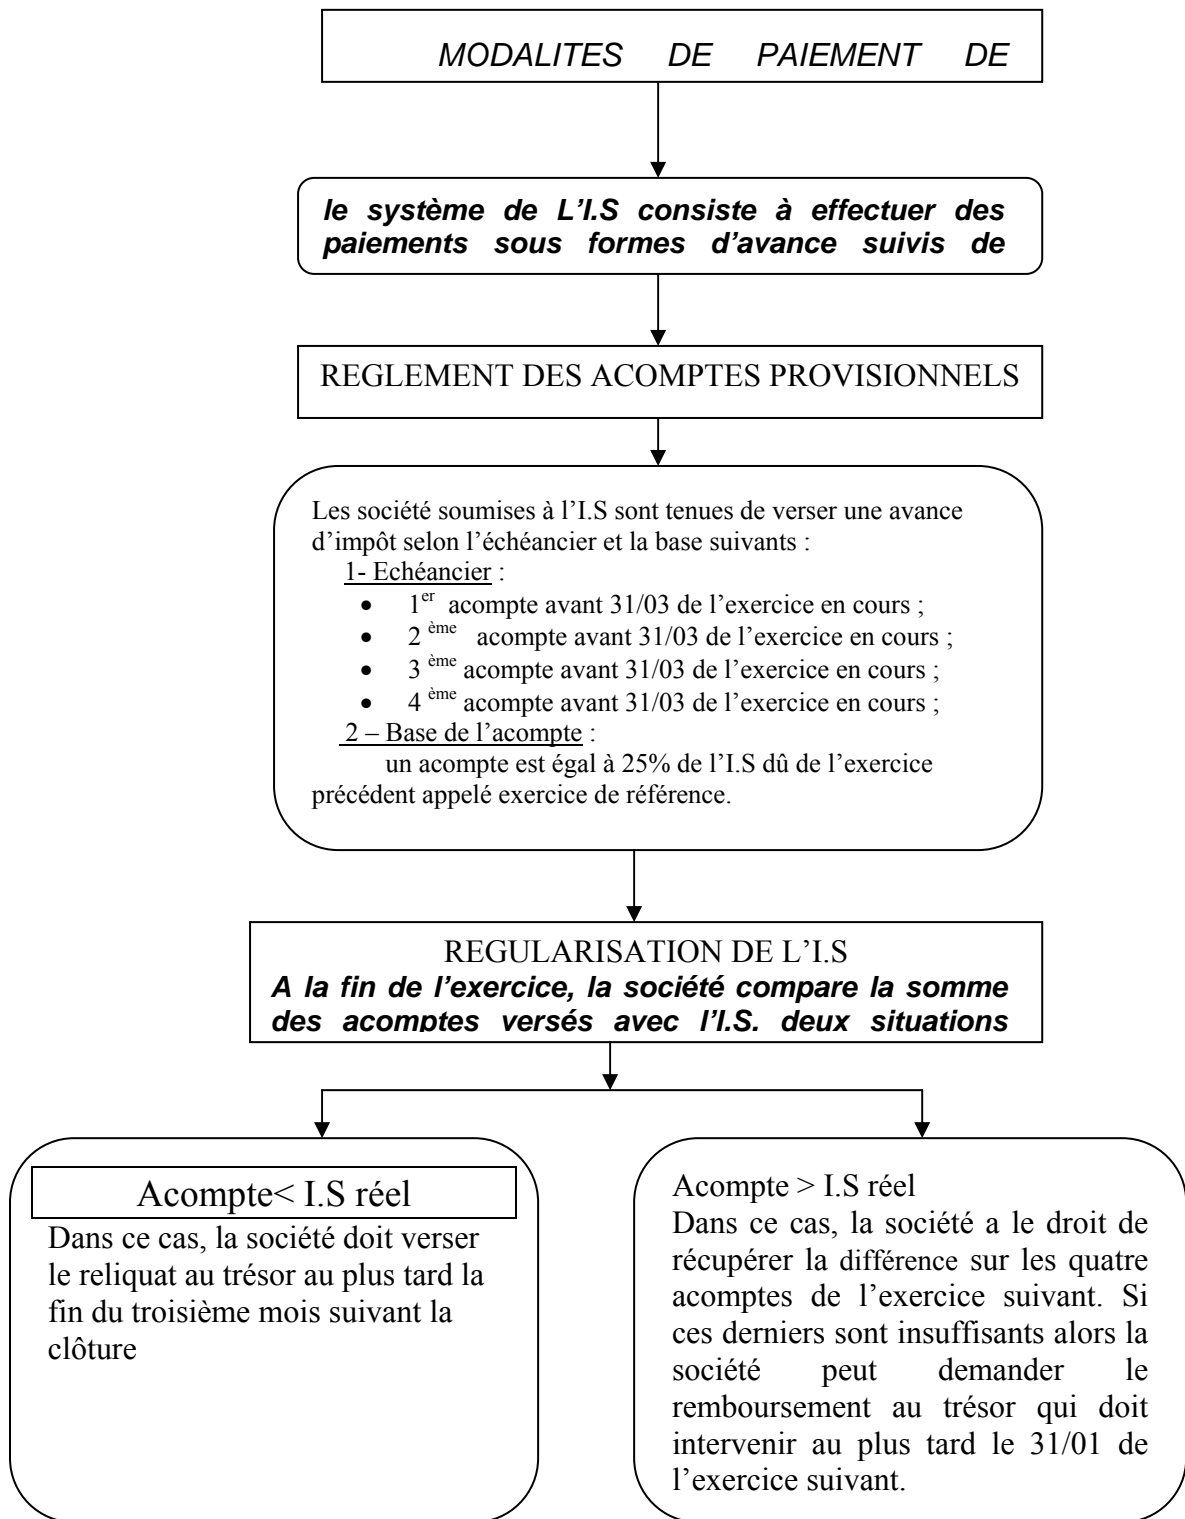 MODALITES DE PAIEMENT DE
le système de L’I.S consiste à effectuer des
paiements sous formes d’avance suivis de
REGLEMENT DES ACOMPTES PROVISIONNELS
Les société soumises à l’I.S sont tenues de verser une avance
d’impôt selon l’échéancier et la base suivants :
1- Echéancier :
• 1er acompte avant 31/03 de l’exercice en cours ;
• 2 ème acompte avant 31/03 de l’exercice en cours ;
• 3 ème acompte avant 31/03 de l’exercice en cours ;
• 4 ème acompte avant 31/03 de l’exercice en cours ;
2 – Base de l’acompte :
un acompte est égal à 25% de l’I.S dû de l’exercice
précédent appelé exercice de référence.
REGULARISATION DE L’I.S
A la fin de l’exercice, la société compare la somme
des acomptes versés avec l’I.S. deux situations
Acompte< I.S réel
Dans ce cas, la société doit verser
le reliquat au trésor au plus tard la
fin du troisième mois suivant la
clôture
Acompte > I.S réel
Dans ce cas, la société a le droit de
récupérer la différence sur les quatre
acomptes de l’exercice suivant. Si
ces derniers sont insuffisants alors la
société peut demander le
remboursement au trésor qui doit
intervenir au plus tard le 31/01 de
l’exercice suivant.